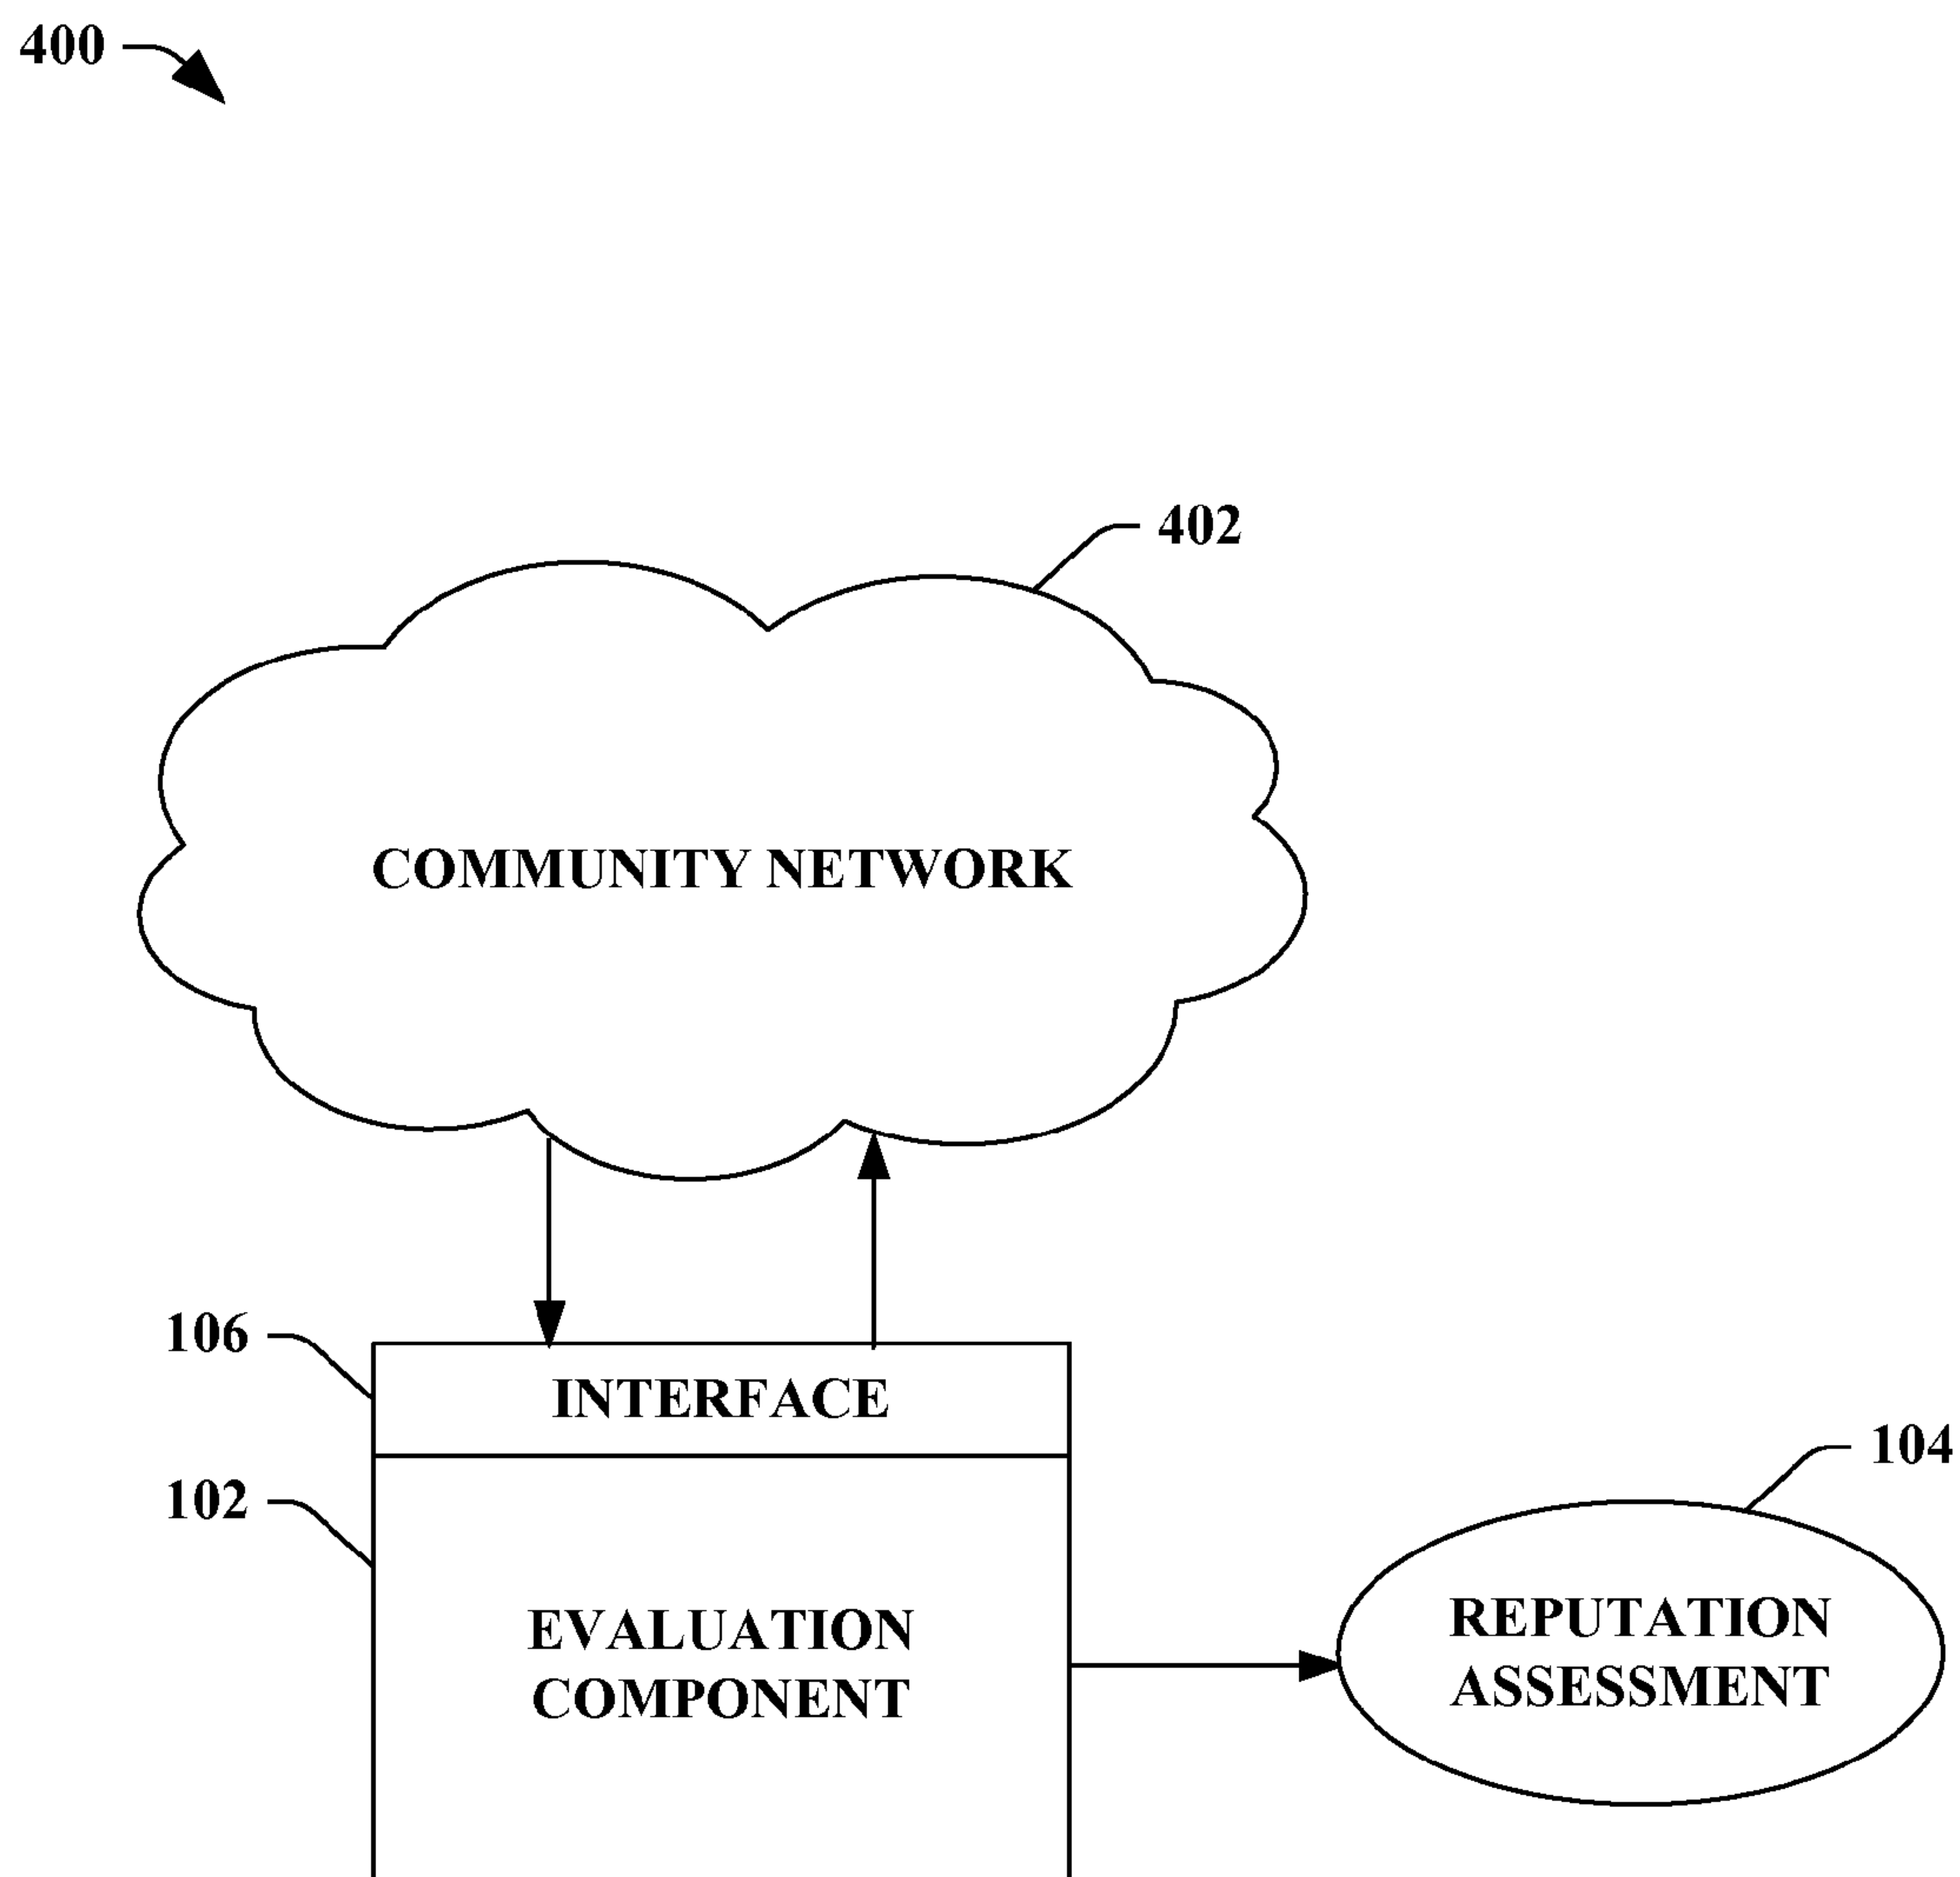 400
402
COMMUNITY NETWORK
106
INTERFACE
104
102
EVALUATION
COMPONENT
REPUTATION
ASSESSMENT